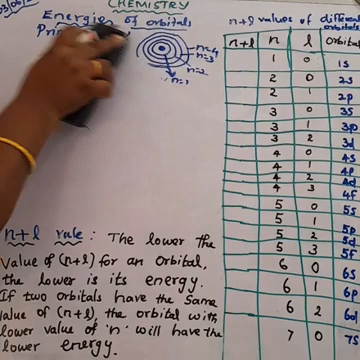 CHEMISTRY
Energies of orbitals
n=4
n=3
n=2
n=1
n+l rule: The lower the
value of (n+l) for an Orbital,
the lower is its energy.
If two Orbitals have the Same
value of (n+l), the orbital with
lower value of 'n' will have the
lower energy.
n+l values of different
orbitals
n+l n l Orbital
1 0 1s
2 0 2s
2 1 2p
3 0 3s
3 1 3p
3 2 3d
4 0 4s
4 1 4p
4 2 4d
4 3 4f
5 0 5s
5 1 5p
5 2 5d
5 3 5f
6 0 6s
6 1 6p
6 2 6d
7 0 7s